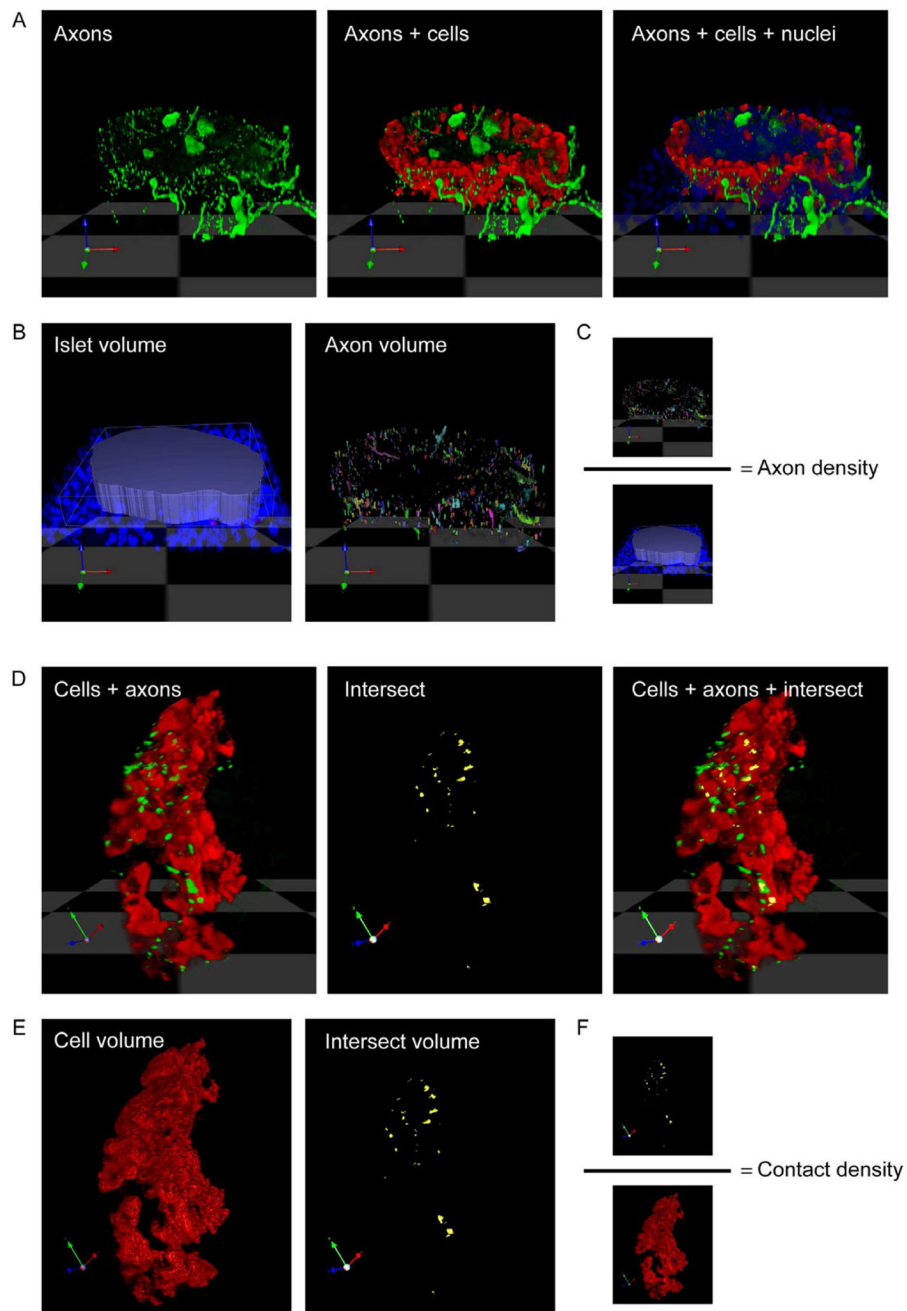 A
Axons
Axons + cells
Axons + cells + nuclei
B
Islet volume
Axon volume
C
= Axon density
D
Cells + axons
Intersect
Cells + axons + intersect
E
Cell volume
Intersect volume
F
= Contact density